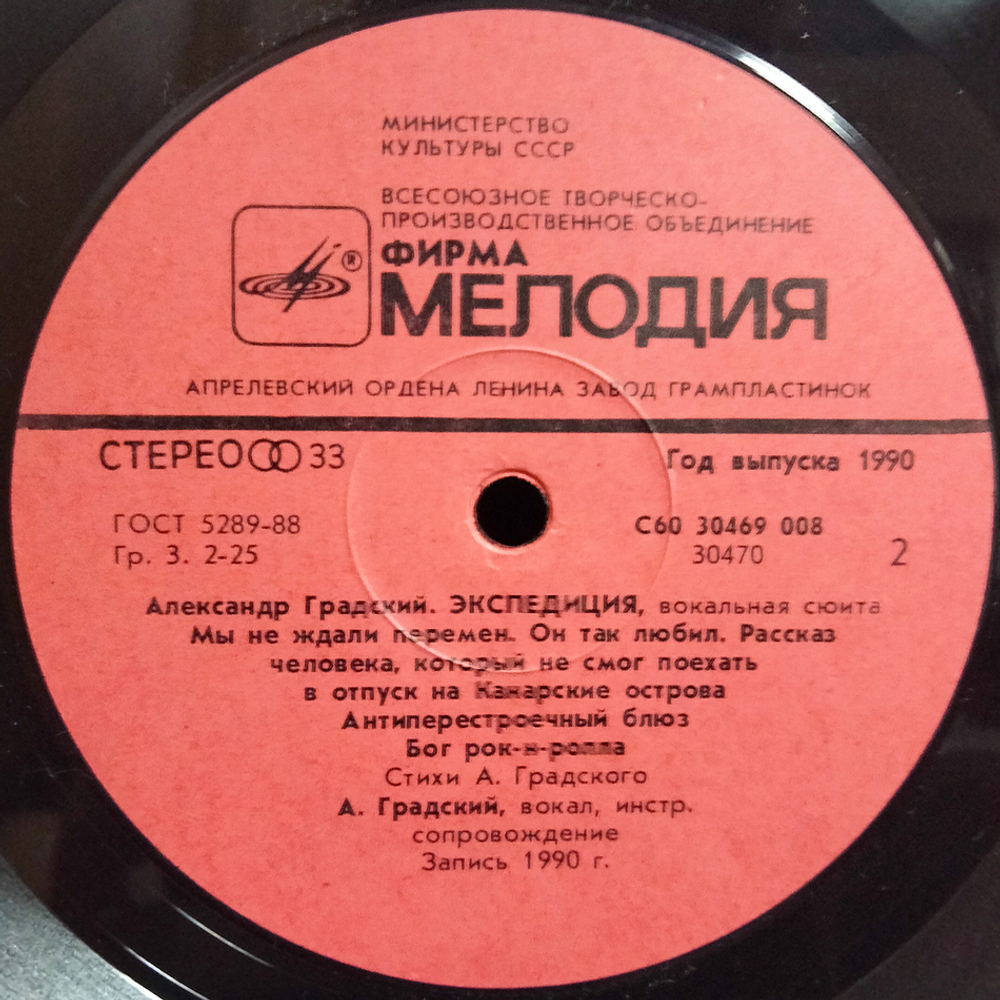 МИНИСТЕРСТВО
КУЛЬТУРЫ СССР
ВСЕСОЮЗНОЕ ТВОРЧЕСКО-
ПРОИЗВОДСТВЕННОЕ ОБЪЕДИНЕНИЕ
®
ФИРМА
МЕЛОДИЯ
АПРЕЛЕВСКИЙ ОРДЕНА ЛЕНИНА ЗАВОД ГРАМПЛАСТИНОК
СТЕРЕО 33
Год выпуска 1990
ГОСТ 5289-88
С60 30469 008
Гр. 3. 2-25
30470
2
Александр Градский. ЭКСПЕДИЦИЯ, вокальная сюита
Мы не ждали перемен. Он так любил. Рассказ
человека, который не смог поехать
в отпуск на Канарские острова
Антиперестроечный блюз
Бог рок-н-ролла
Стихи А. Градского
А. Градский, вокал, инстр.
сопровождение
Запись 1990 г.